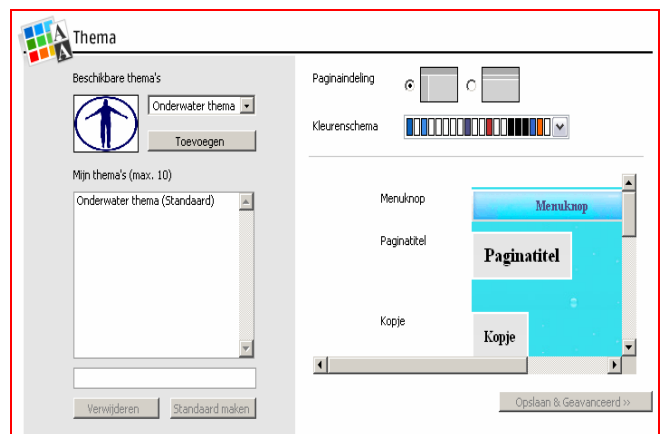 Thema
Beschikbare thema's
Onderwater thema
Toevoegen
Mijn thema's (max. 10)
Onderwater thema (Standaard)
Verwijderen
Standaard maken
Paginaindeling
Kleurenschema
Menuknop
Menuknop
Paginatitel
Paginatitel
Kopje
Kopje
Opslaan & Geavanceerd »